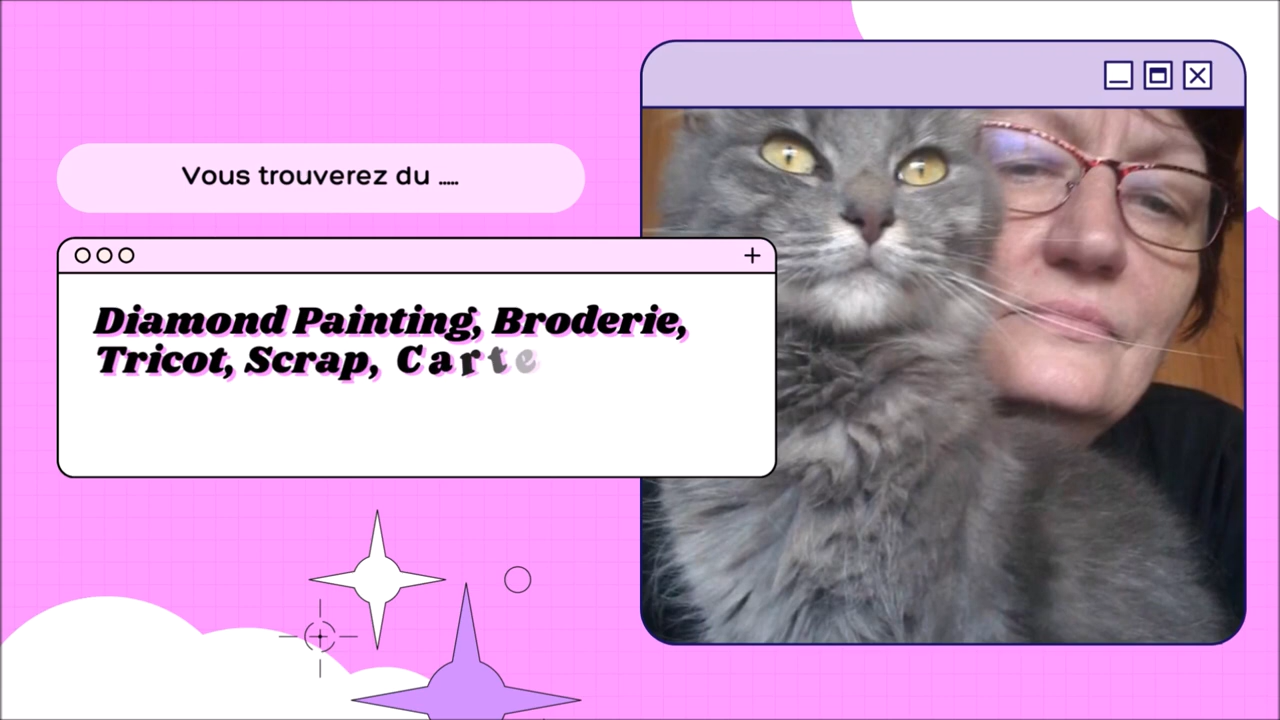 Vous trouverez du .....
Diamond Painting, Broderie,
Tricot, Scrap, Carte